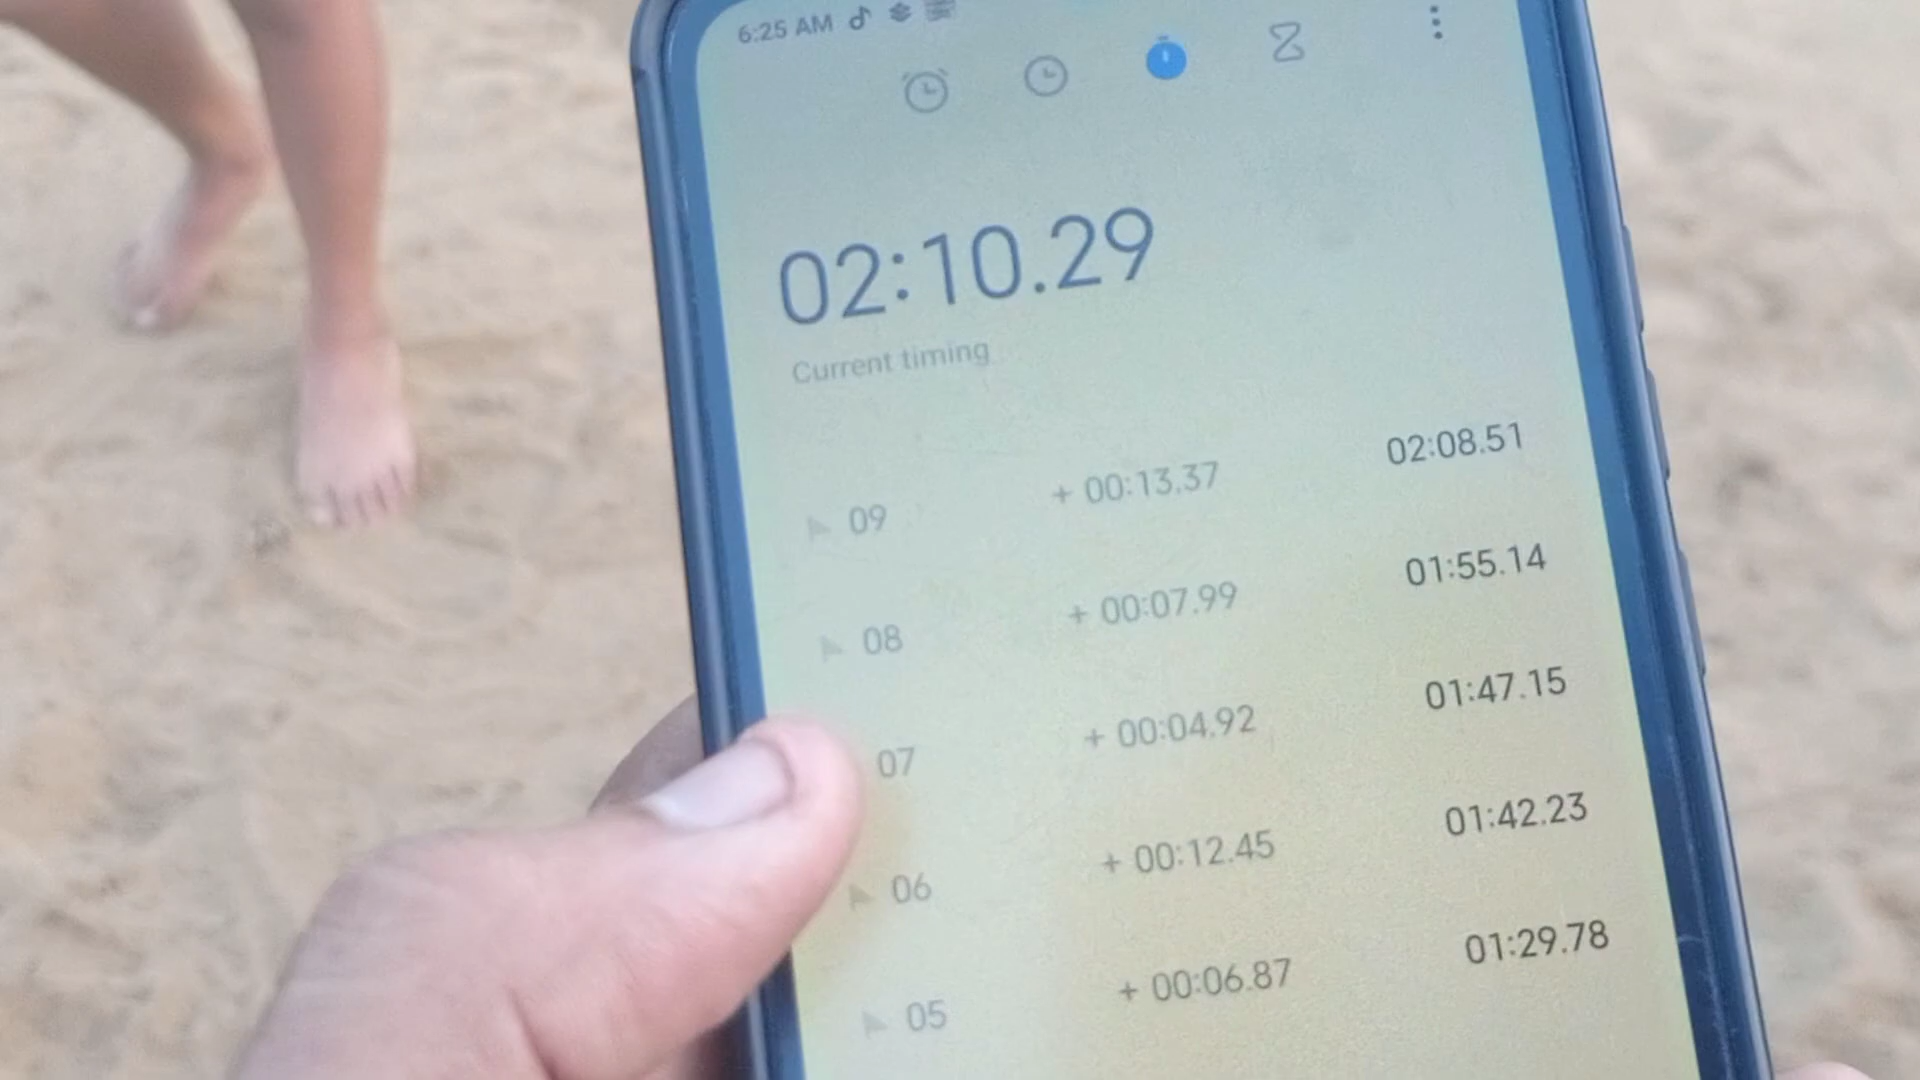 6:25 AM
02:10.29
Current timing
09 + 00:13.37 02:08.51
08 + 00:07.99 01:55.14
07 + 00:04.92 01:47.15
06 + 00:12.45 01:42.23
05 + 00:06.87 01:29.78